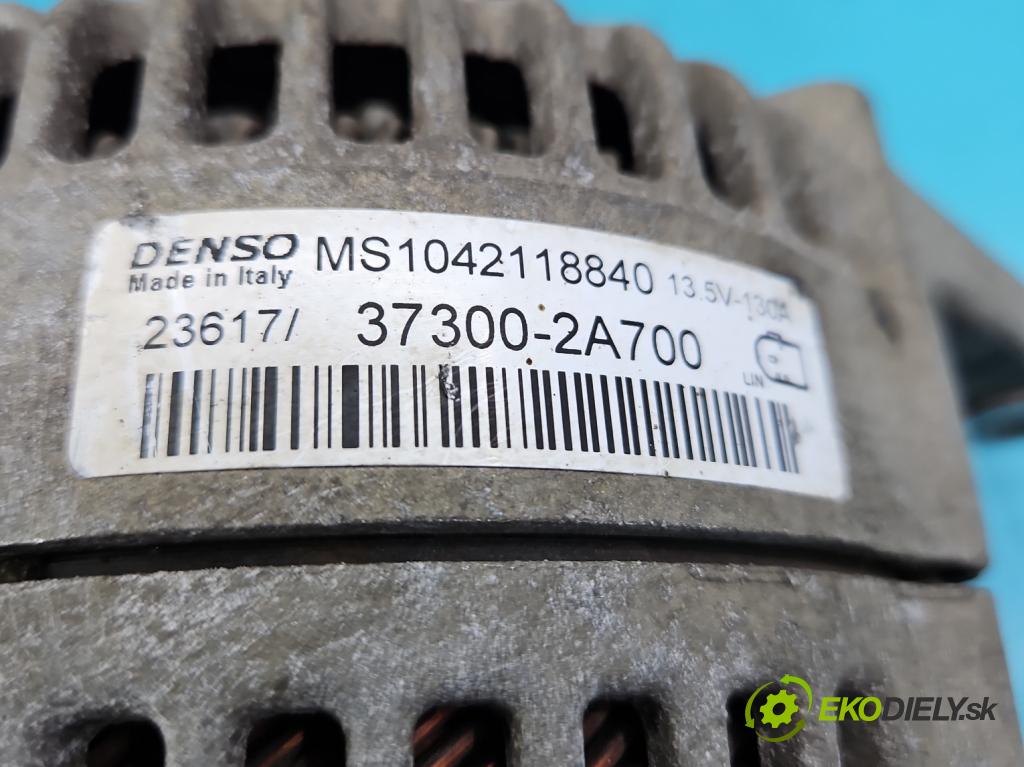 DENSO MS1042118840 13.5V-130A
Made in Italy
23617/ 37300-2A700
LIN
EKODIELY.sk